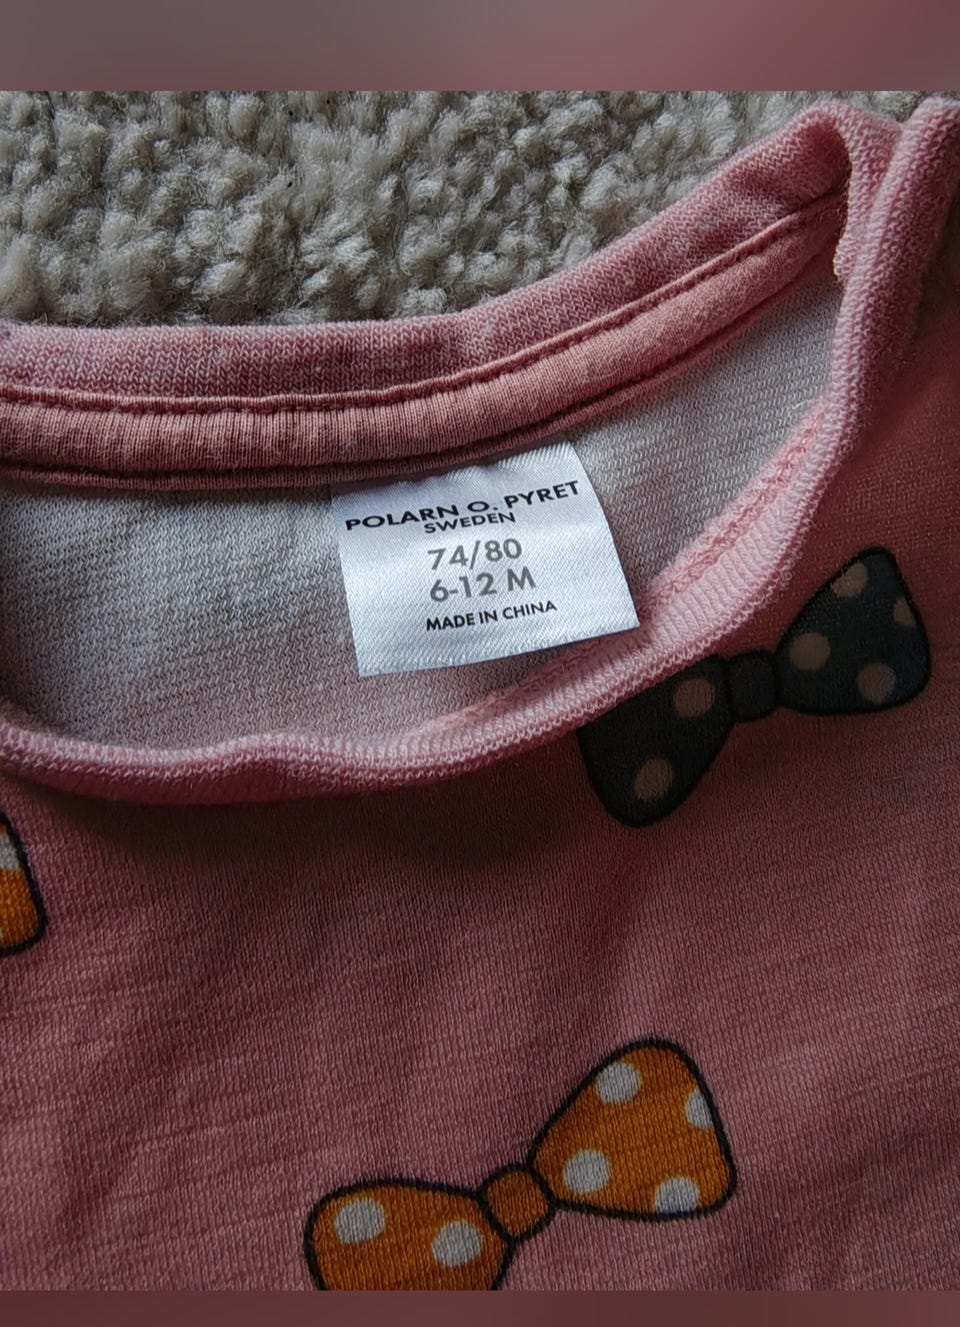 POLARN O. PYRET
SWEDEN
74/80
6-12 M
MADE IN CHINA